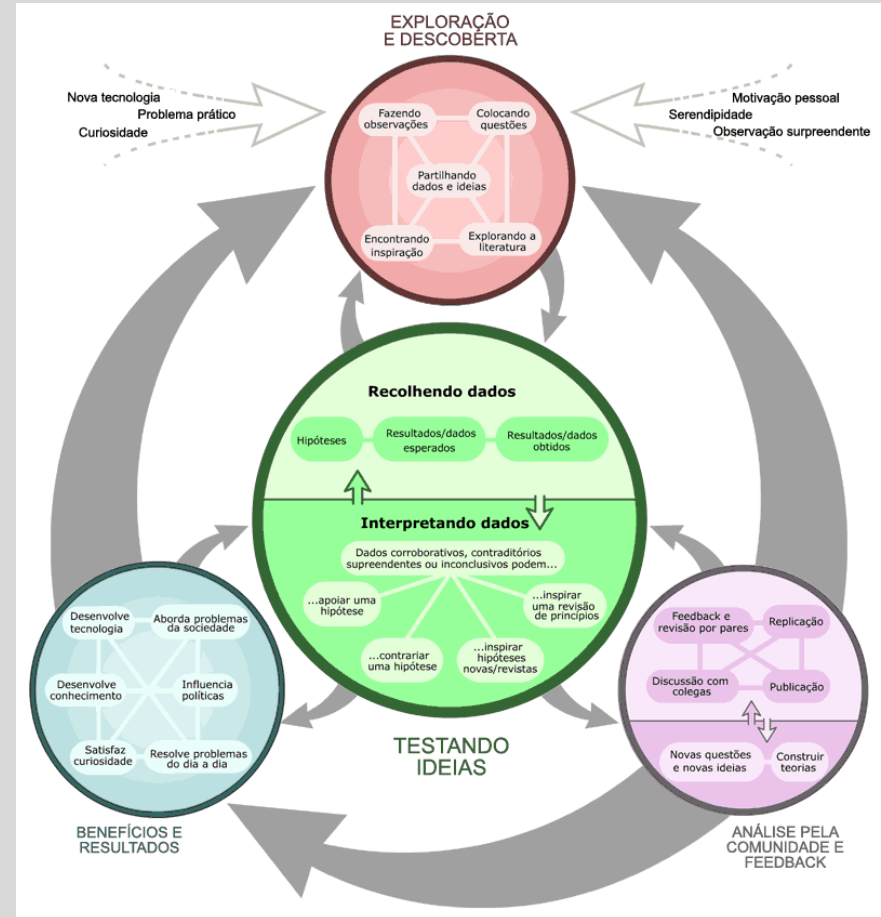 EXPLORAÇÃO
E DESCOBERTA
Nova tecnologia
Problema prático
Curiosidade
Motivação pessoal
Serendipidade
Observação surpreendente
Fazendo
observações
Colocando
questões
Partilhando
dados e ideias
Encontrando
inspiração
Explorando a
literatura
Recolhendo dados
Hipóteses
Resultados/dados
esperados
Resultados/dados
obtidos
Interpretando dados
Dados corroborativos, contraditórios
supreendentes ou inconclusivos podem...
...apoiar uma
hipótese
...contrariar
uma hipótese
...inspirar
hipóteses
novas/revistas
...inspirar
uma revisão
de princípios
TESTANDO
IDEIAS
Desenvolve
tecnologia
Aborda problemas
da sociedade
Desenvolve
conhecimento
Influencia
políticas
Satisfaz
curiosidade
Resolve problemas
do dia a dia
BENEFÍCIOS E
RESULTADOS
Feedback e
revisão por pares
Replicação
Discussão com
colegas
Publicação
Novas questões
e novas ideias
Construir
teorias
ANÁLISE PELA
COMUNIDADE E
FEEDBACK